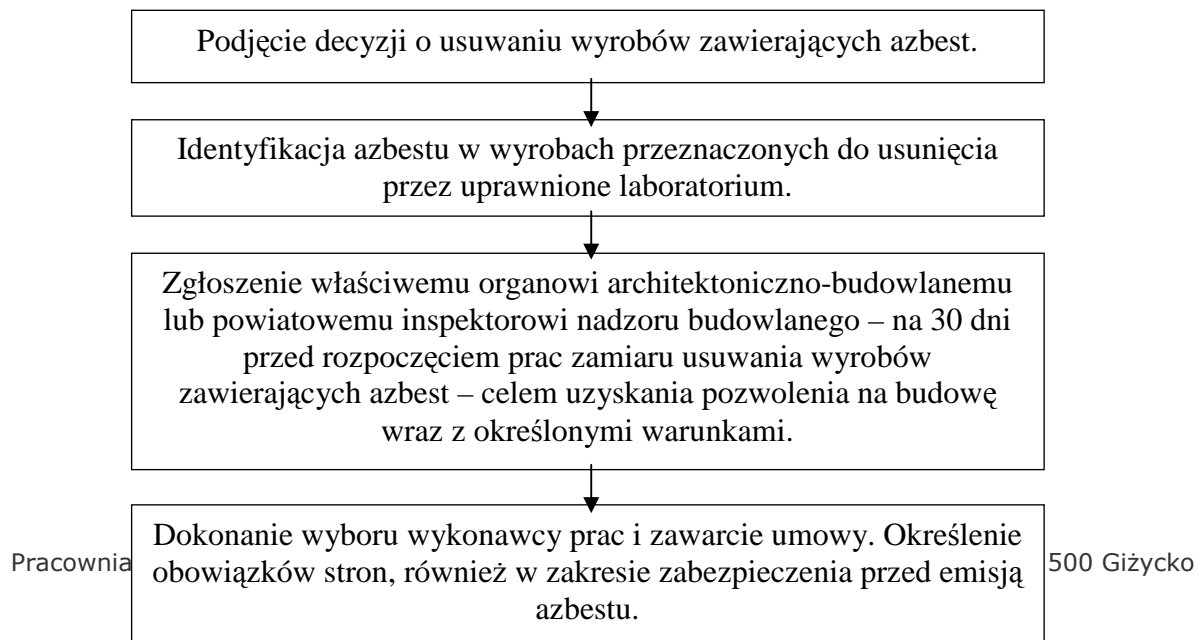 Podjęcie decyzji o usuwaniu wyrobów zawierających azbest.
Identyfikacja azbestu w wyrobach przeznaczonych do usunięcia
przez uprawnione laboratorium.
Zgłoszenie właściwemu organowi architektoniczno-budowlanemu
lub powiatowemu inspektorowi nadzoru budowlanego – na 30 dni
przed rozpoczęciem prac zamiaru usuwania wyrobów
zawierających azbest – celem uzyskania pozwolenia na budowę
wraz z określonymi warunkami.
Dokonanie wyboru wykonawcy prac i zawarcie umowy. Określenie
Pracownia
500 Giżycko
obowiązków stron, również w zakresie zabezpieczenia przed emisją
azbestu.